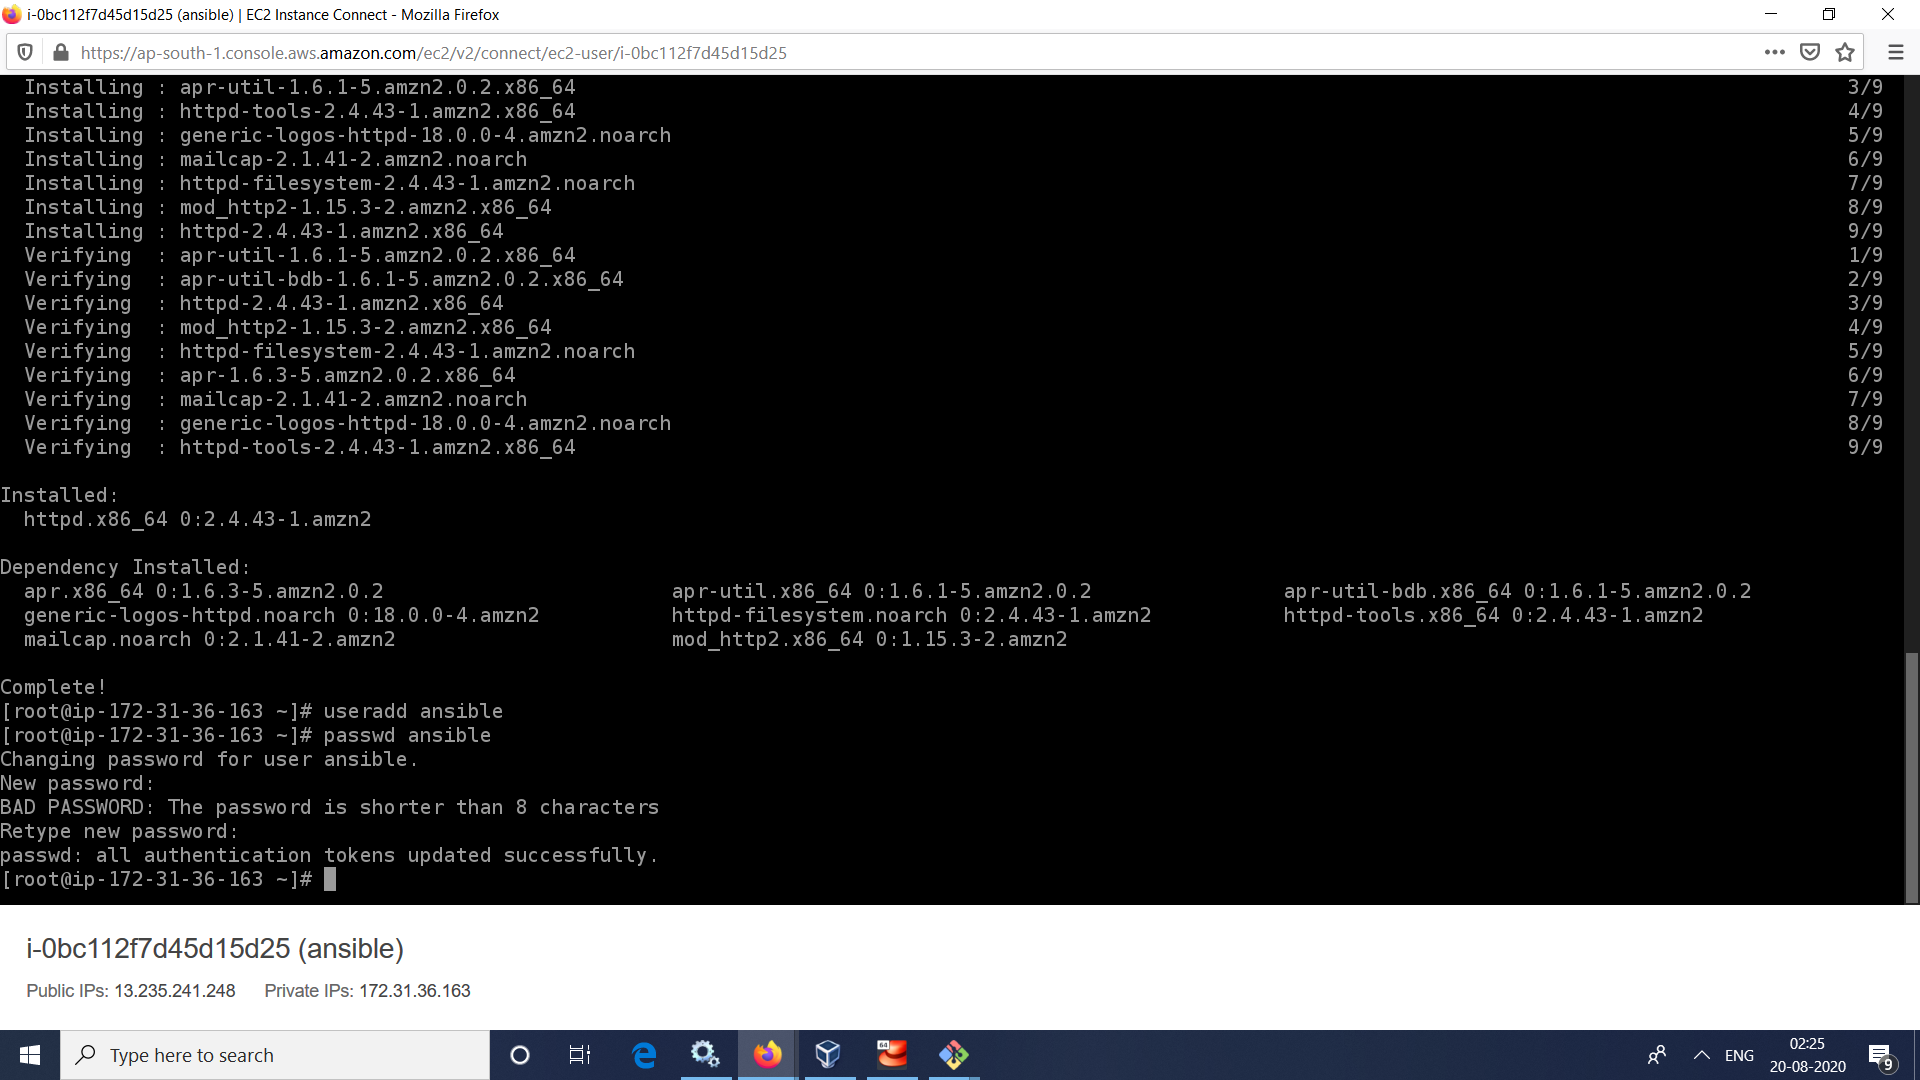 i-0bc112f7d45d15d25 (ansible) | EC2 Instance Connect - Mozilla Firefox
https://ap-south-1.console.aws.amazon.com/ec2/v2/connect/ec2-user/i-0bc112f7d45d15d25
Installing : apr-util-1.6.1-5.amzn2.0.2.x86_64 3/9
Installing : httpd-tools-2.4.43-1.amzn2.x86_64 4/9
Installing : generic-logos-httpd-18.0.0-4.amzn2.noarch 5/9
Installing : mailcap-2.1.41-2.amzn2.noarch 6/9
Installing : httpd-filesystem-2.4.43-1.amzn2.noarch 7/9
Installing : mod_http2-1.15.3-2.amzn2.x86_64 8/9
Installing : httpd-2.4.43-1.amzn2.x86_64 9/9
Verifying : apr-util-1.6.1-5.amzn2.0.2.x86_64 1/9
Verifying : apr-util-bdb-1.6.1-5.amzn2.0.2.x86_64 2/9
Verifying : httpd-2.4.43-1.amzn2.x86_64 3/9
Verifying : mod_http2-1.15.3-2.amzn2.x86_64 4/9
Verifying : httpd-filesystem-2.4.43-1.amzn2.noarch 5/9
Verifying : apr-1.6.3-5.amzn2.0.2.x86_64 6/9
Verifying : mailcap-2.1.41-2.amzn2.noarch 7/9
Verifying : generic-logos-httpd-18.0.0-4.amzn2.noarch 8/9
Verifying : httpd-tools-2.4.43-1.amzn2.x86_64 9/9
Installed:
httpd.x86_64 0:2.4.43-1.amzn2
Dependency Installed:
apr.x86_64 0:1.6.3-5.amzn2.0.2 apr-util.x86_64 0:1.6.1-5.amzn2.0.2 apr-util-bdb.x86_64 0:1.6.1-5.amzn2.0.2
generic-logos-httpd.noarch 0:18.0.0-4.amzn2 httpd-filesystem.noarch 0:2.4.43-1.amzn2 httpd-tools.x86_64 0:2.4.43-1.amzn2
mailcap.noarch 0:2.1.41-2.amzn2 mod_http2.x86_64 0:1.15.3-2.amzn2
Complete!
[root@ip-172-31-36-163 ~]# useradd ansible
[root@ip-172-31-36-163 ~]# passwd ansible
Changing password for user ansible.
New password:
BAD PASSWORD: The password is shorter than 8 characters
Retype new password:
passwd: all authentication tokens updated successfully.
[root@ip-172-31-36-163 ~]#
i-0bc112f7d45d15d25 (ansible)
Public IPs: 13.235.241.248 Private IPs: 172.31.36.163
Type here to search
64
ENG
02:25
20-08-2020
9